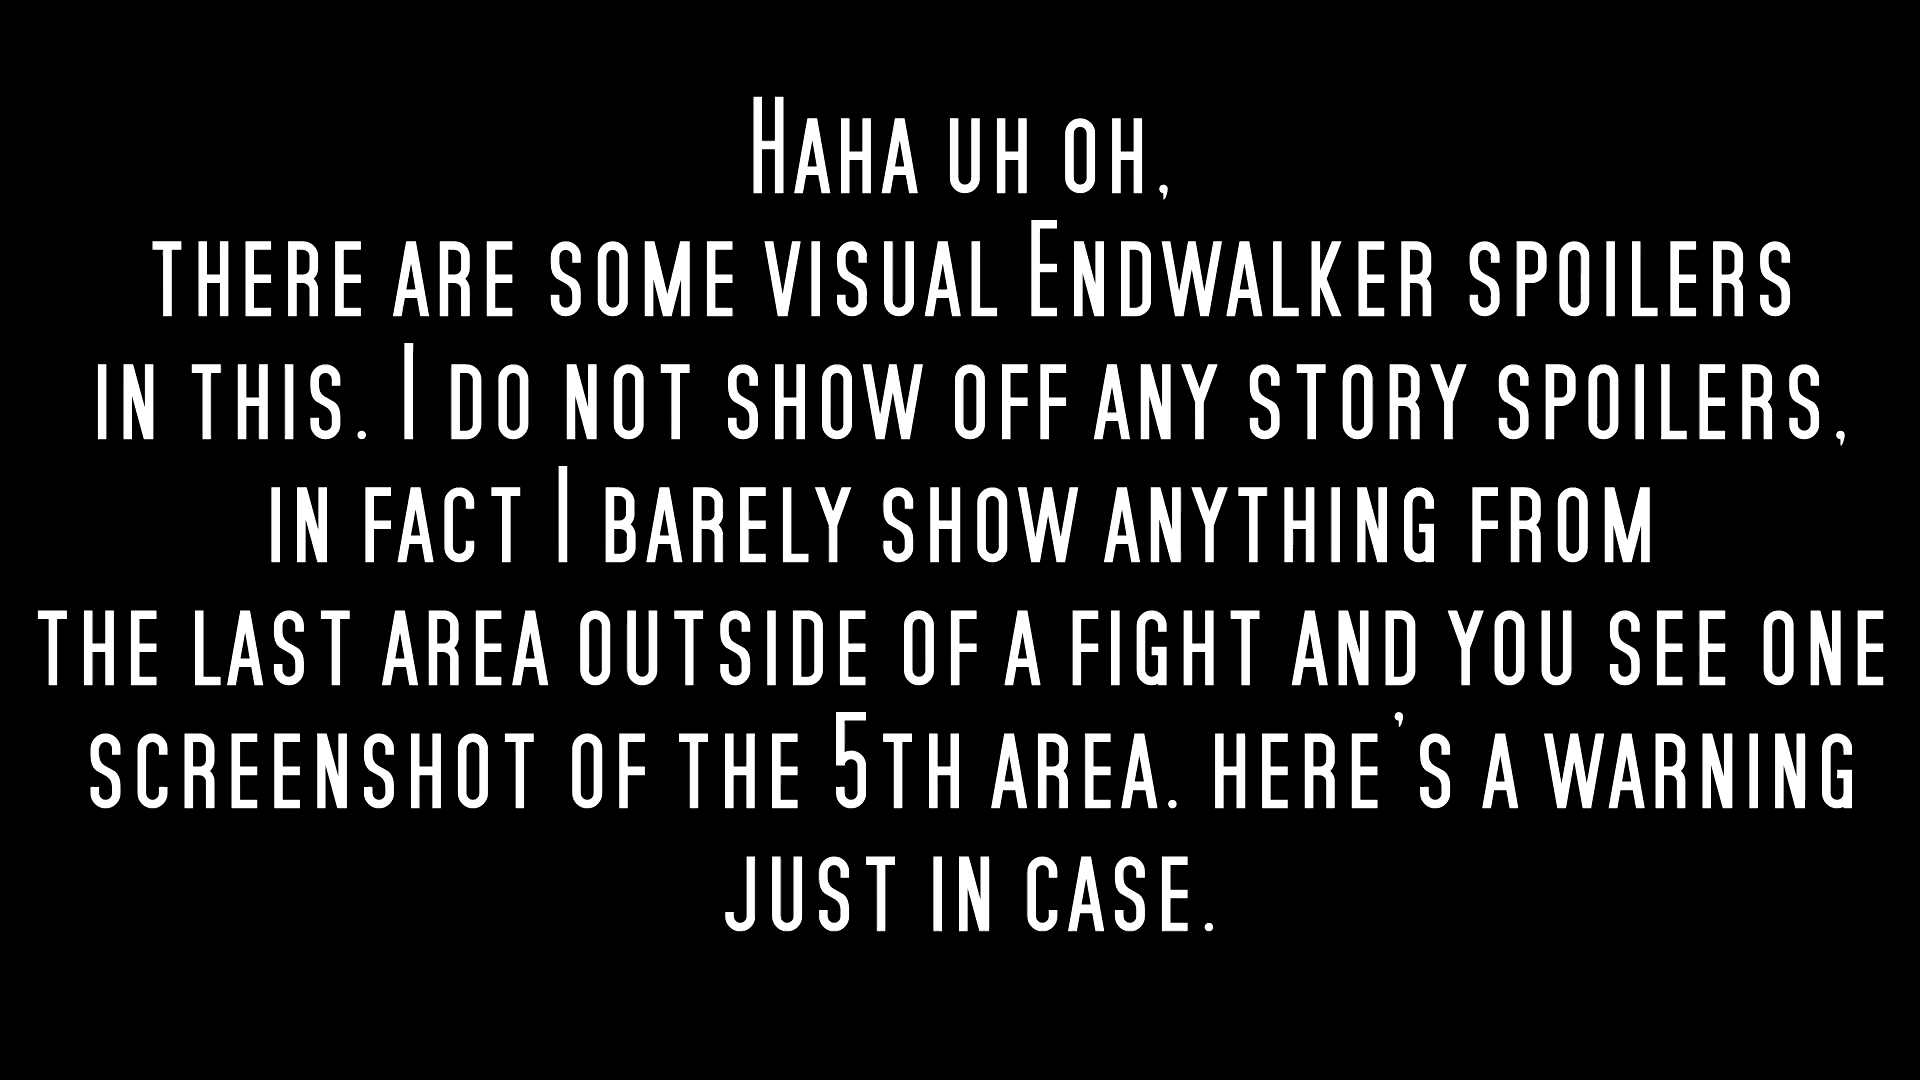 Haha uh oh,
there are some visual Endwalker spoilers
in this. I do not show off any story spoilers,
in fact I barely show anything from
the last area outside of a fight and you see one
screenshot of the 5th area. here's a warning
just in case.